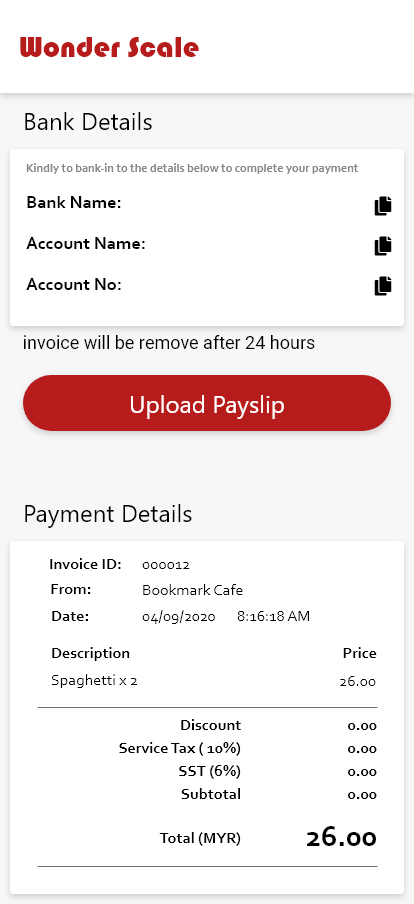 Wonder Scale
Bank Details
Kindly to bank-in to the details below to complete your payment
Bank Name:
Account Name:
Account No:
invoice will be remove after 24 hours
Upload Payslip
Payment Details
Invoice ID: 000012
From: Bookmark Cafe
Date: 04/09/2020 8:16:18 AM
Description Price
Spaghetti x 2 26.00
Discount 0.00
Service Tax ( 10%) 0.00
SST (6%) 0.00
Subtotal 0.00
Total (MYR) 26.00